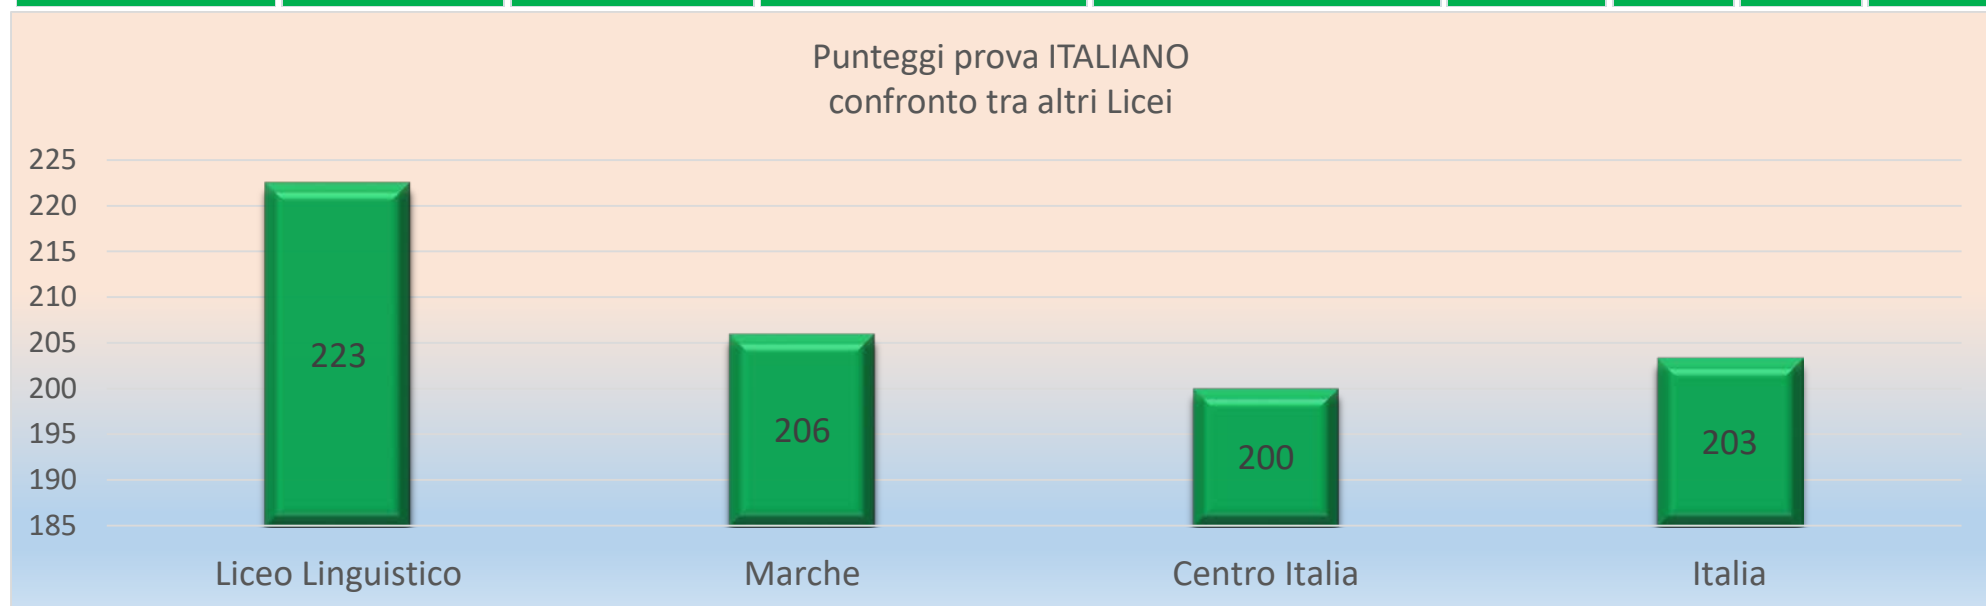 Punteggi prova ITALIANO
confronto tra altri Licei
225
220
215
210
205
200
195
190
185
223
206
200
203
Liceo Linguistico
Marche
Centro Italia
Italia